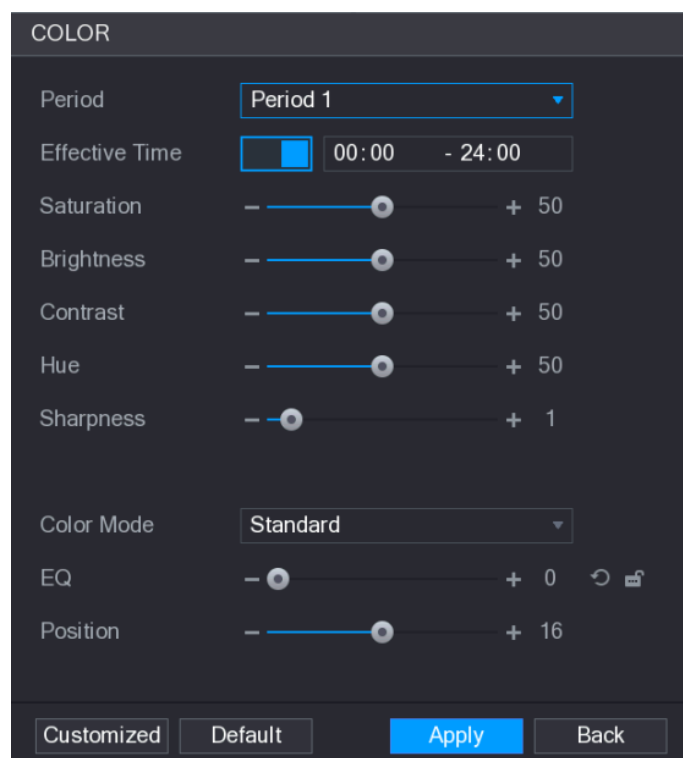 COLOR
Period Period 1
Effective Time 00:00 - 24:00
Saturation - + 50
Brightness - + 50
Contrast - + 50
Hue - + 50
Sharpness - + 1
Color Mode Standard
EQ - + 0
Position - + 16
Customized Default Apply Back